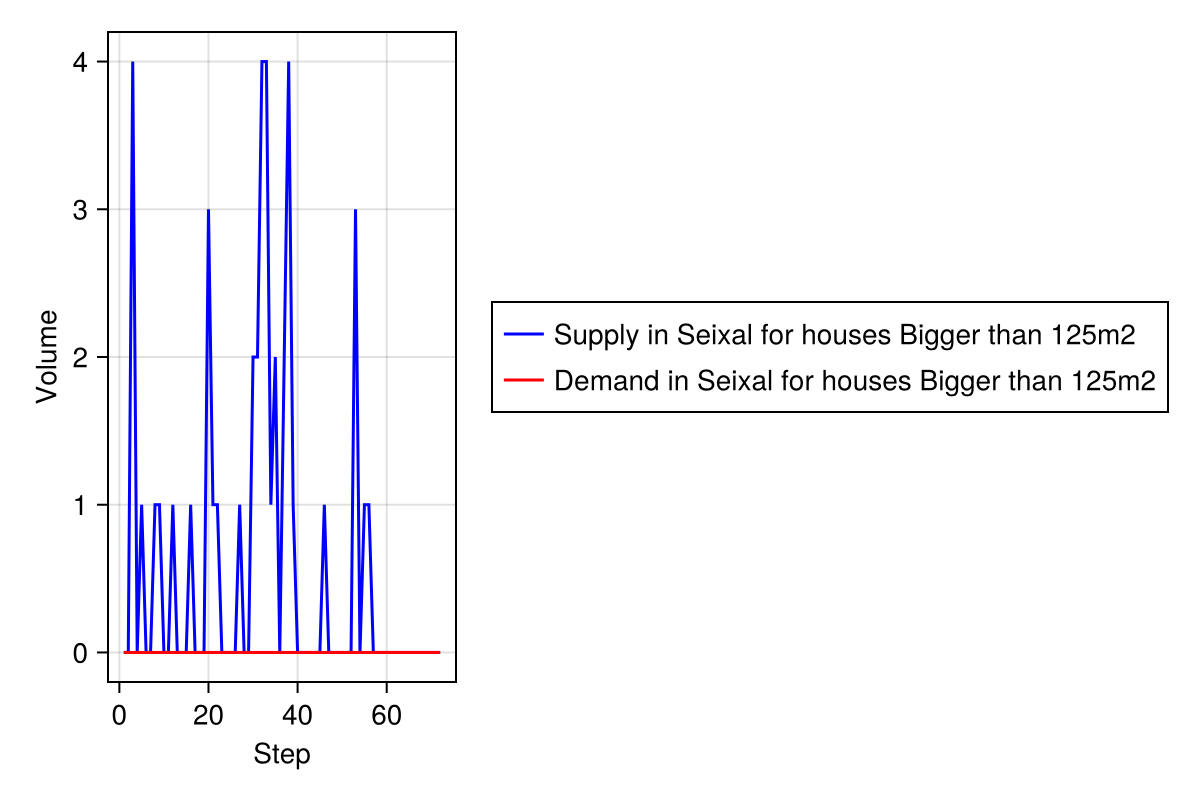 4
3
2
1
0
Volume
0 20 40 60
Step
Supply in Seixal for houses Bigger than 125m2
Demand in Seixal for houses Bigger than 125m2